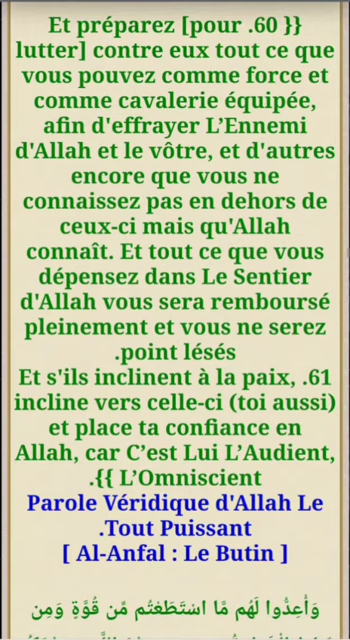 Et préparez [pour .60 }}
lutter] contre eux tout ce que
vous pouvez comme force et
comme cavalerie équipée,
afin d'effrayer L’Ennemi
d'Allah et le vôtre, et d'autres
encore que vous ne
connaissez pas en dehors de
ceux-ci mais qu'Allah
connaît. Et tout ce que vous
dépensez dans Le Sentier
d'Allah vous sera remboursé
pleinement et vous ne serez
.point lésés
Et s'ils inclinent à la paix, .61
incline vers celle-ci (toi aussi)
et place ta confiance en
Allah, car C’est Lui L’Audient,
.{{ L’Omniscient
Parole Véridique d'Allah Le
.Tout Puissant
[ Al-Anfal : Le Butin ]
وَأَعِدُّوا لَهُم مَّا اسْتَطَعْتُم مِّن قُوَّةٍ وَمِن